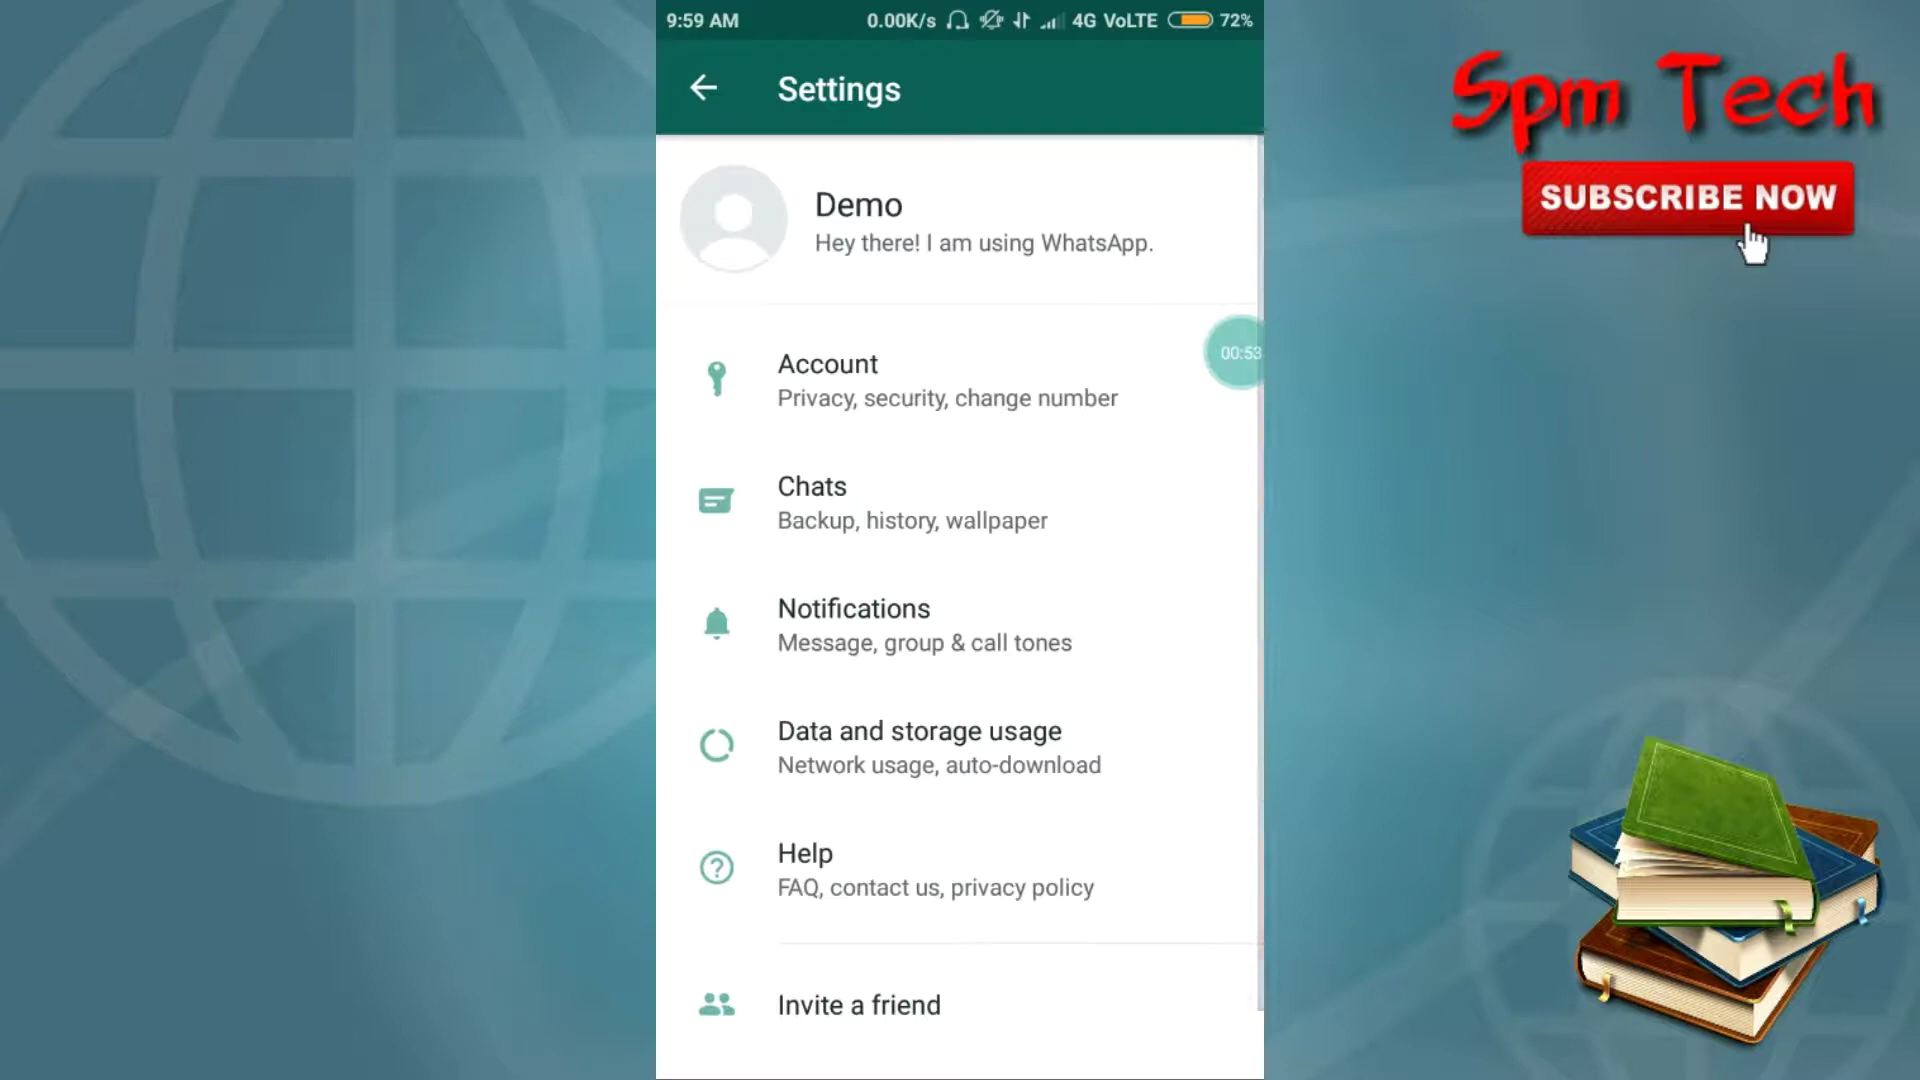 9:59 AM 0.00K/s 4G VoLTE 72%
Settings
Spm Tech
SUBSCRIBE NOW
Demo
Hey there! I am using WhatsApp.
00:53
Account
Privacy, security, change number
Chats
Backup, history, wallpaper
Notifications
Message, group & call tones
Data and storage usage
Network usage, auto-download
Help
FAQ, contact us, privacy policy
Invite a friend